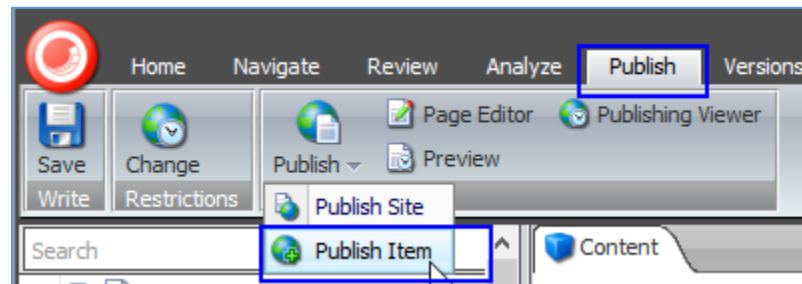 Home Navigate Review Analyze Publish Versions
Save Change Publish Page Editor Publishing Viewer
Preview
Write Restrictions
Publish Site
Publish Item
Search
Content